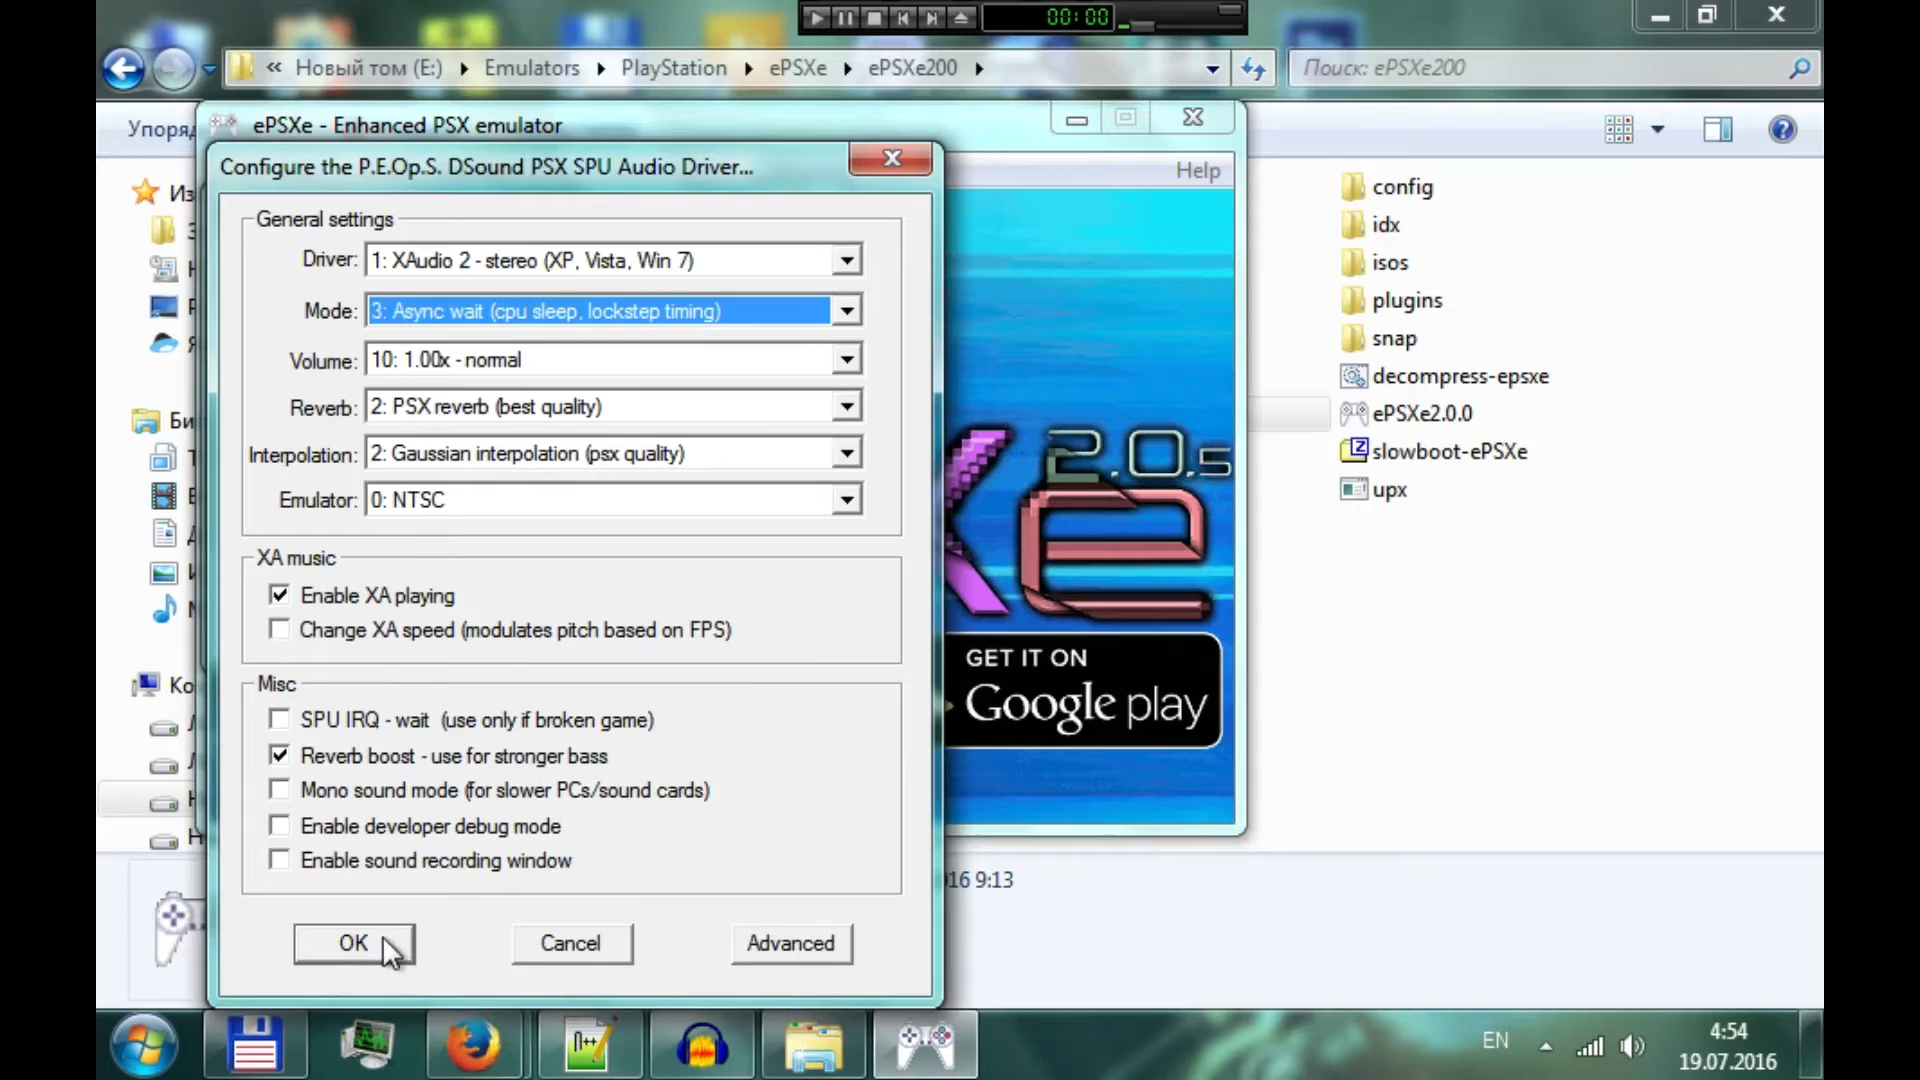 00:00
« Новый том (E:) Emulators PlayStation ePSXe ePSXe200
Поиск: ePSXe200
ePSXe - Enhanced PSX emulator
Help
Configure the P.E.Op.S. DSound PSX SPU Audio Driver...
General settings
Driver: 1: XAudio 2 - stereo (XP, Vista, Win 7)
Mode: 3: Async wait (cpu sleep, lockstep timing)
Volume: 10: 1.00x - normal
Reverb: 2: PSX reverb (best quality)
Interpolation: 2: Gaussian interpolation (psx quality)
Emulator: 0: NTSC
XA music
Enable XA playing
Change XA speed (modulates pitch based on FPS)
Misc
SPU IRQ - wait (use only if broken game)
Reverb boost - use for stronger bass
Mono sound mode (for slower PCs/sound cards)
Enable developer debug mode
Enable sound recording window
OK
Cancel
Advanced
2.0.5
GET IT ON
Google play
config
idx
isos
plugins
snap
decompress-epsxe
ePSXe2.0.0
slowboot-ePSXe
upx
16 9:13
EN
4:54
19.07.2016